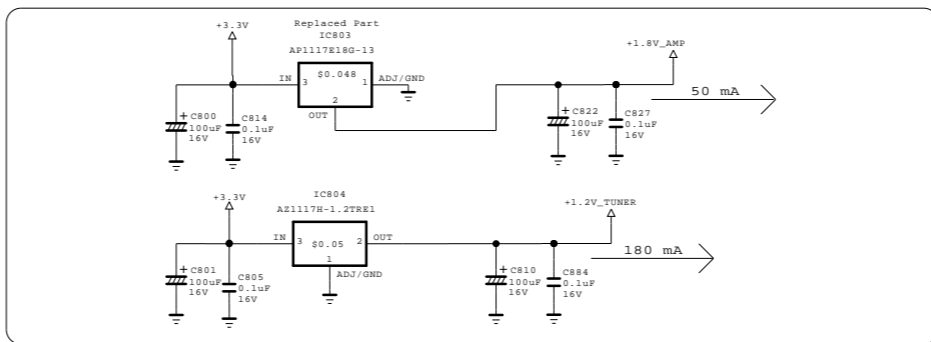 Replaced Part
+3.3V
IC803
AP1117E18G-13
+1.8V_AMP
IN
3
$0.048
1
ADJ/GND
2
OUT
50 mA
+
C800
100uF
16V
C814
0.1uF
16V
+
C822
100uF
16V
C827
0.1uF
16V
+3.3V
IC804
AZ1117H-1.2TRE1
+1.2V_TUNER
IN
3
$0.05
2
OUT
1
ADJ/GND
180 mA
+
C801
100uF
16V
C805
0.1uF
16V
+
C810
100uF
16V
C884
0.1uF
16V